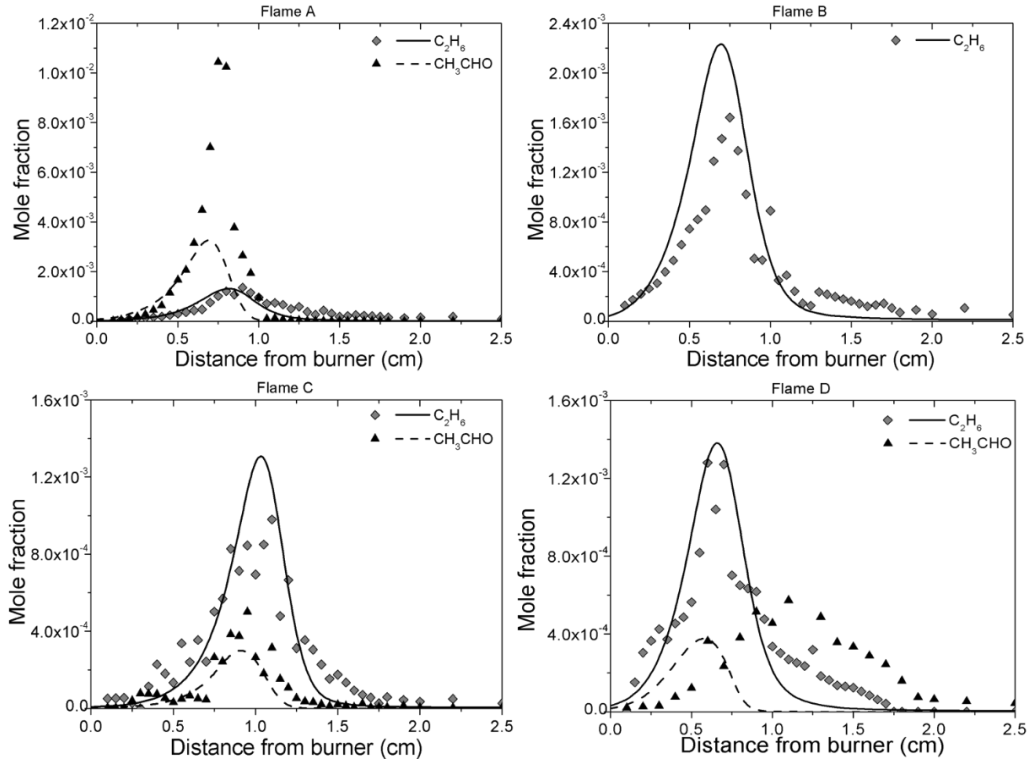 Flame A
1.2x10⁻²
1.0x10⁻²
8.0x10⁻³
6.0x10⁻³
4.0x10⁻³
2.0x10⁻³
0.0
Mole fraction
C₂H₆
CH₃CHO
0.0 0.5 1.0 1.5 2.0 2.5
Distance from burner (cm)
Flame B
2.4x10⁻³
2.0x10⁻³
1.6x10⁻³
1.2x10⁻³
8.0x10⁻⁴
4.0x10⁻⁴
0.0
Mole fraction
C₂H₆
0.0 0.5 1.0 1.5 2.0 2.5
Distance from burner (cm)
Flame C
1.6x10⁻³
1.2x10⁻³
8.0x10⁻⁴
4.0x10⁻⁴
0.0
Mole fraction
C₂H₆
CH₃CHO
0.0 0.5 1.0 1.5 2.0 2.5
Distance from burner (cm)
Flame D
1.6x10⁻³
1.2x10⁻³
8.0x10⁻⁴
4.0x10⁻⁴
0.0
Mole fraction
C₂H₆
CH₃CHO
0.0 0.5 1.0 1.5 2.0 2.5
Distance from burner (cm)